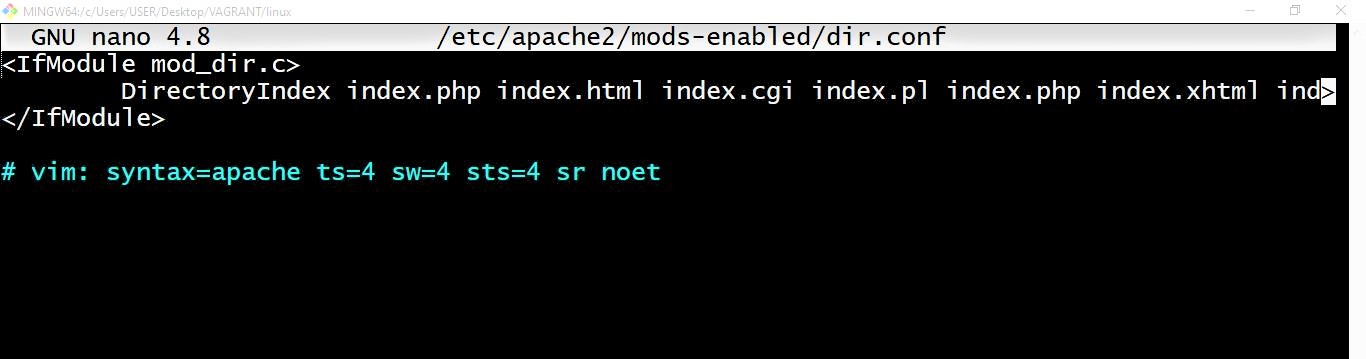 MINGW64:/c/Users/USER/Desktop/VAGRANT/linux
GNU nano 4.8 /etc/apache2/mods-enabled/dir.conf
<IfModule mod_dir.c>
DirectoryIndex index.php index.html index.cgi index.pl index.php index.xhtml ind>
</IfModule>
# vim: syntax=apache ts=4 sw=4 sts=4 sr noet